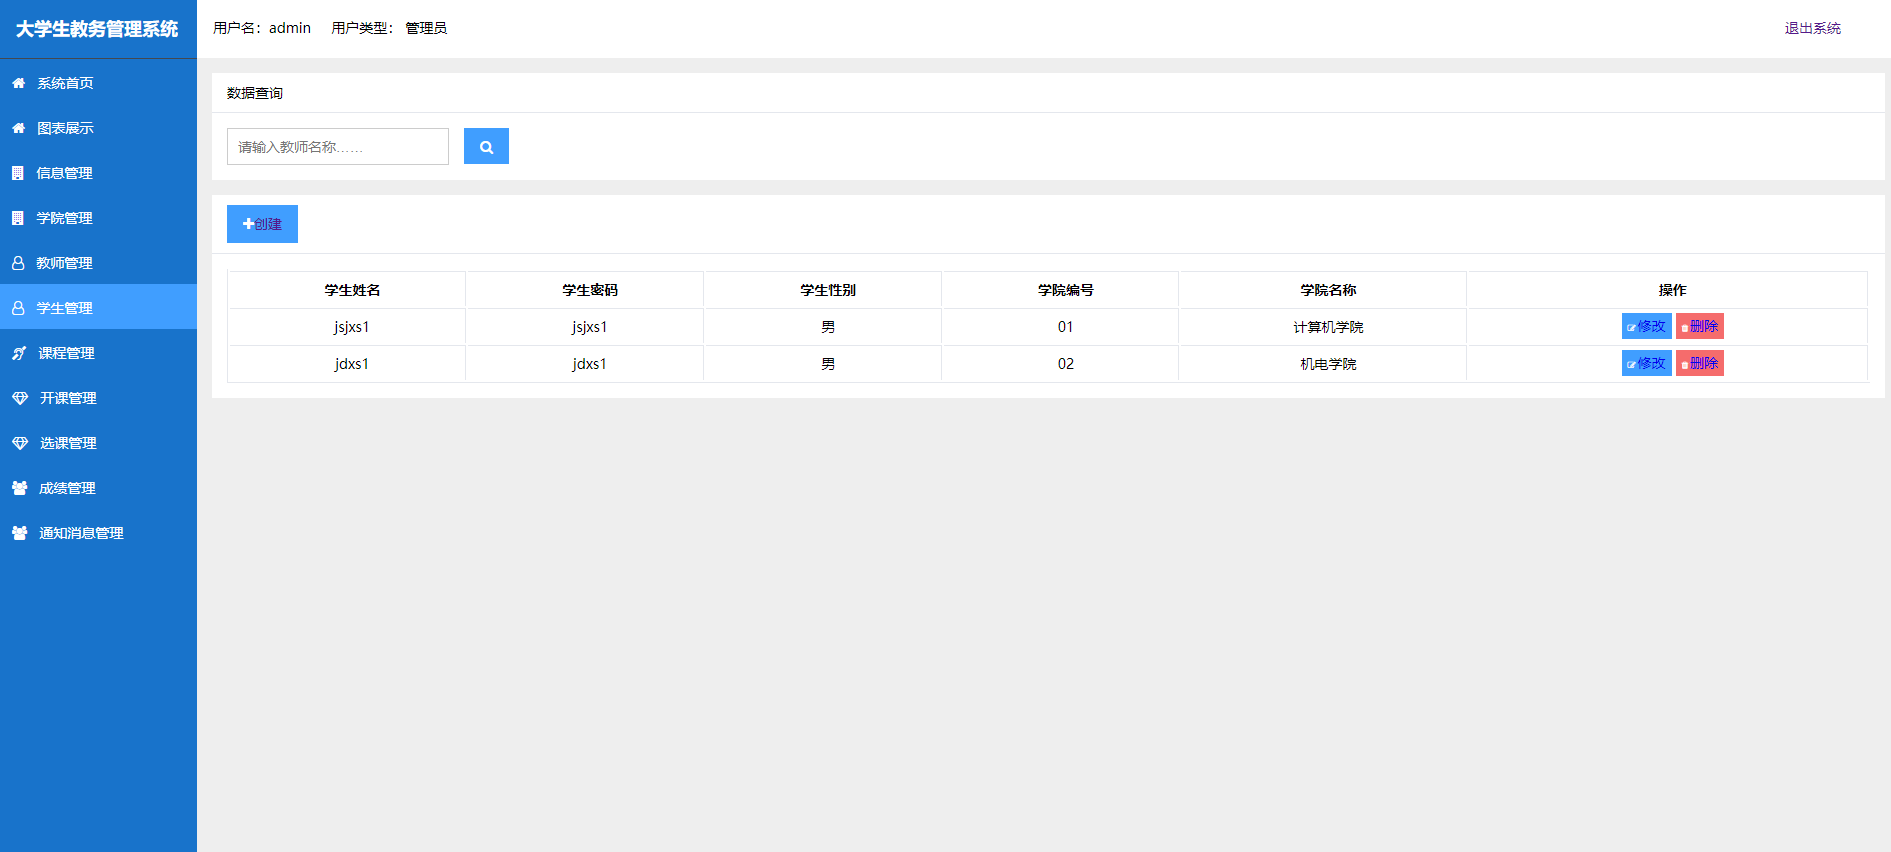 大学生教务管理系统
用户名：admin 用户类型： 管理员
退出系统
系统首页
图表展示
信息管理
学院管理
教师管理
学生管理
课程管理
开课管理
选课管理
成绩管理
通知消息管理
数据查询
请输入教师名称……
创建
学生姓名 学生密码 学生性别 学院编号 学院名称 操作
jsjxs1 jsjxs1 男 01 计算机学院 修改 删除
jdxs1 jdxs1 男 02 机电学院 修改 删除